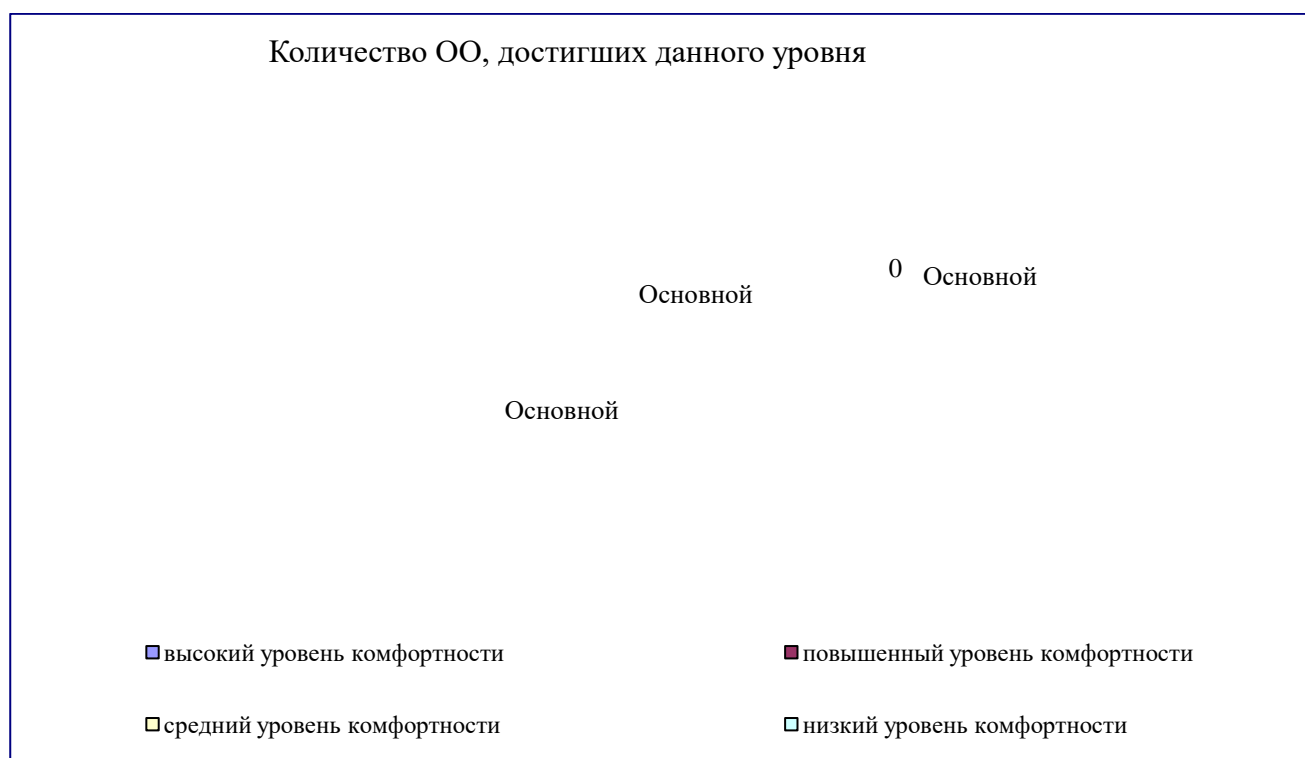 Количество ОО, достигших данного уровня
0 Основной
Основной
Основной
высокий уровень комфортности
повышенный уровень комфортности
средний уровень комфортности
низкий уровень комфортности